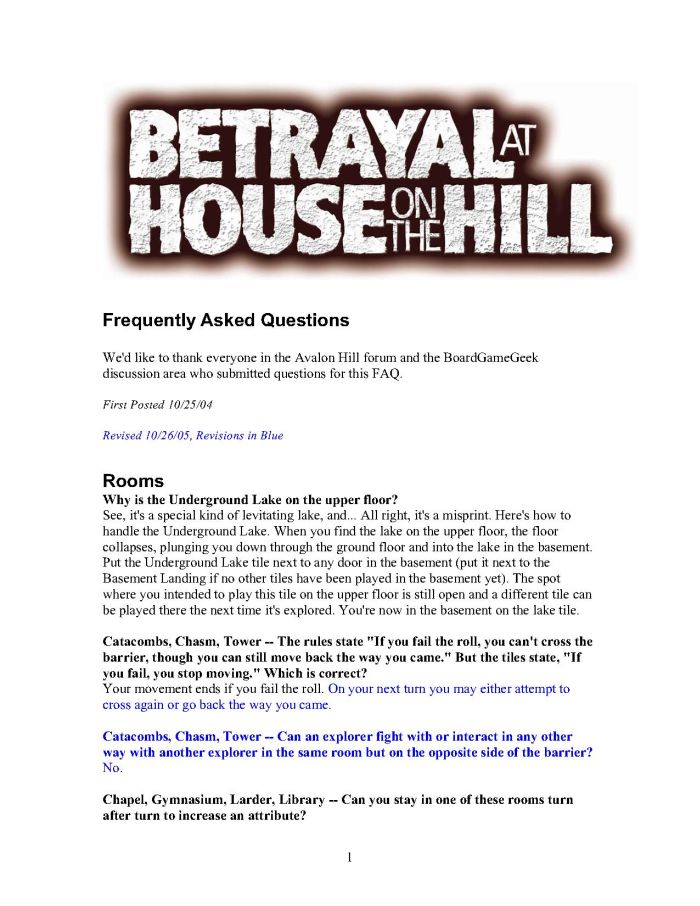 BETRAYAL AT
HOUSE ON THE HILL
Frequently Asked Questions
We'd like to thank everyone in the Avalon Hill forum and the BoardGameGeek
discussion area who submitted questions for this FAQ.
First Posted 10/25/04
Revised 10/26/05, Revisions in Blue
Rooms
Why is the Underground Lake on the upper floor?
See, it's a special kind of levitating lake, and... All right, it's a misprint. Here's how to
handle the Underground Lake. When you find the lake on the upper floor, the floor
collapses, plunging you down through the ground floor and into the lake in the basement.
Put the Underground Lake tile next to any door in the basement (put it next to the
Basement Landing if no other tiles have been played in the basement yet). The spot
where you intended to play this tile on the upper floor is still open and a different tile can
be played there the next time it's explored. You're now in the basement on the lake tile.
Catacombs, Chasm, Tower -- The rules state "If you fail the roll, you can't cross the
barrier, though you can still move back the way you came." But the tiles state, "If
you fail, you stop moving." Which is correct?
Your movement ends if you fail the roll. On your next turn you may either attempt to
cross again or go back the way you came.
Catacombs, Chasm, Tower -- Can an explorer fight with or interact in any other
way with another explorer in the same room but on the opposite side of the barrier?
No.
Chapel, Gymnasium, Larder, Library -- Can you stay in one of these rooms turn
after turn to increase an attribute?
1